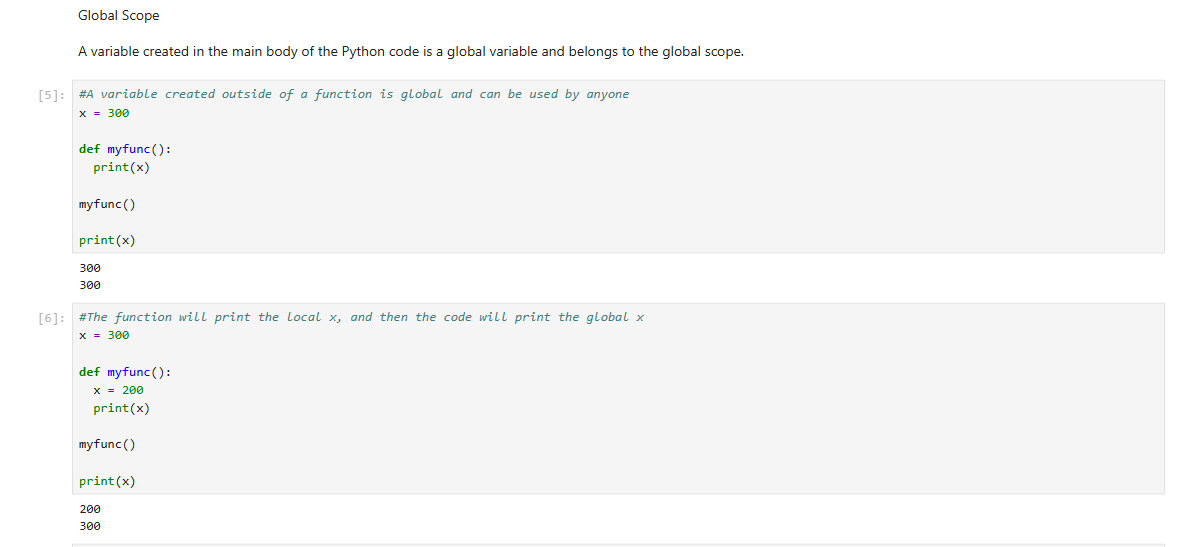 Global Scope
A variable created in the main body of the Python code is a global variable and belongs to the global scope.
[5]:
#A variable created outside of a function is global and can be used by anyone
x = 300
def myfunc():
  print(x)
myfunc()
print(x)
300
300
[6]:
#The function will print the local x, and then the code will print the global x
x = 300
def myfunc():
  x = 200
  print(x)
myfunc()
print(x)
200
300